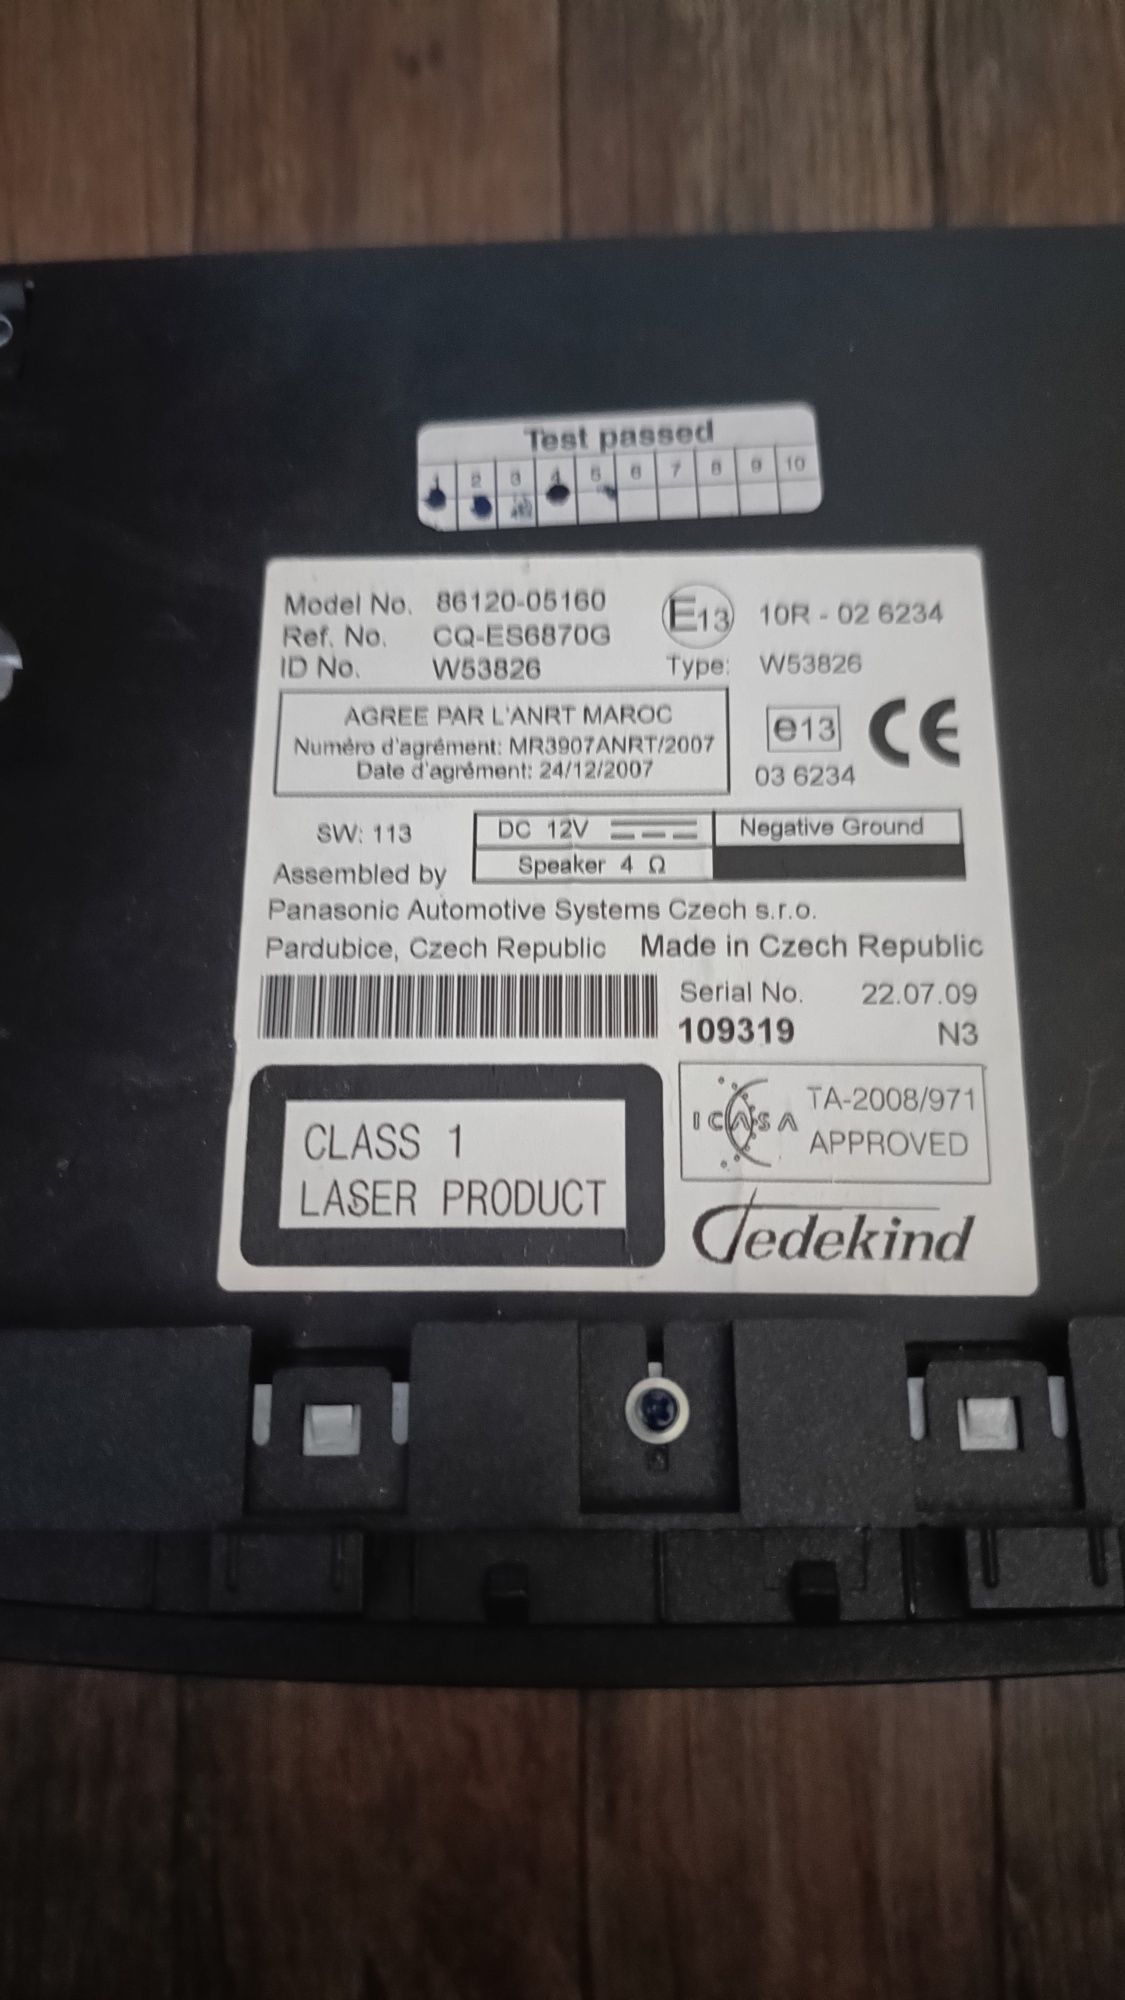 Test passed
1 2 3 4 5 6 7 8 9 10
Model No. 86120-05160
Ref. No. CQ-ES6870G
ID No. W53826
E13 10R - 02 6234
Type: W53826
AGREE PAR L'ANRT MAROC
Numéro d'agrément: MR3907ANRT/2007
Date d'agrément: 24/12/2007
e13 CE
03 6234
SW: 113
DC 12V Negative Ground
Speaker 4 Ω
Assembled by
Panasonic Automotive Systems Czech s.r.o.
Pardubice, Czech Republic Made in Czech Republic
Serial No. 22.07.09
109319 N3
CLASS 1
LASER PRODUCT
ICASA TA-2008/971
APPROVED
Jedekind